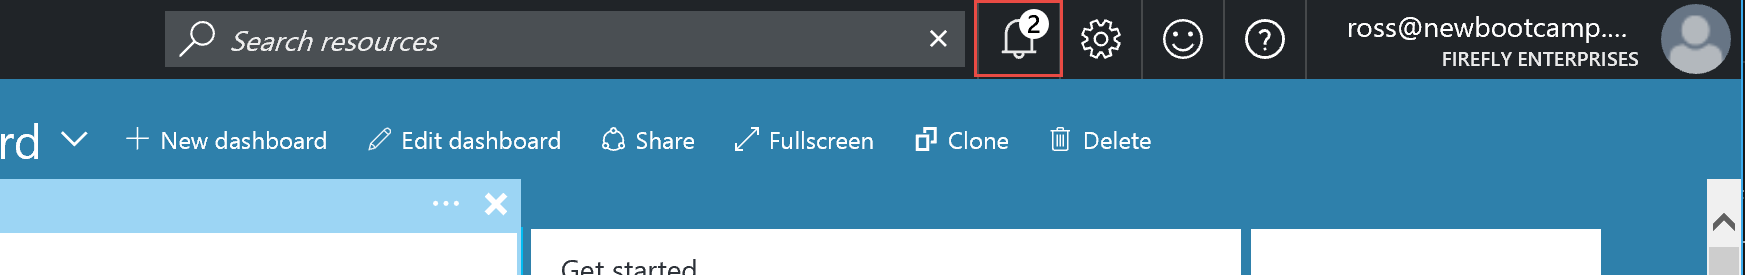 Search resources
2
ross@newbootcamp....
FIREFLY ENTERPRISES
rd
New dashboard
Edit dashboard
Share
Fullscreen
Clone
Delete
Get started